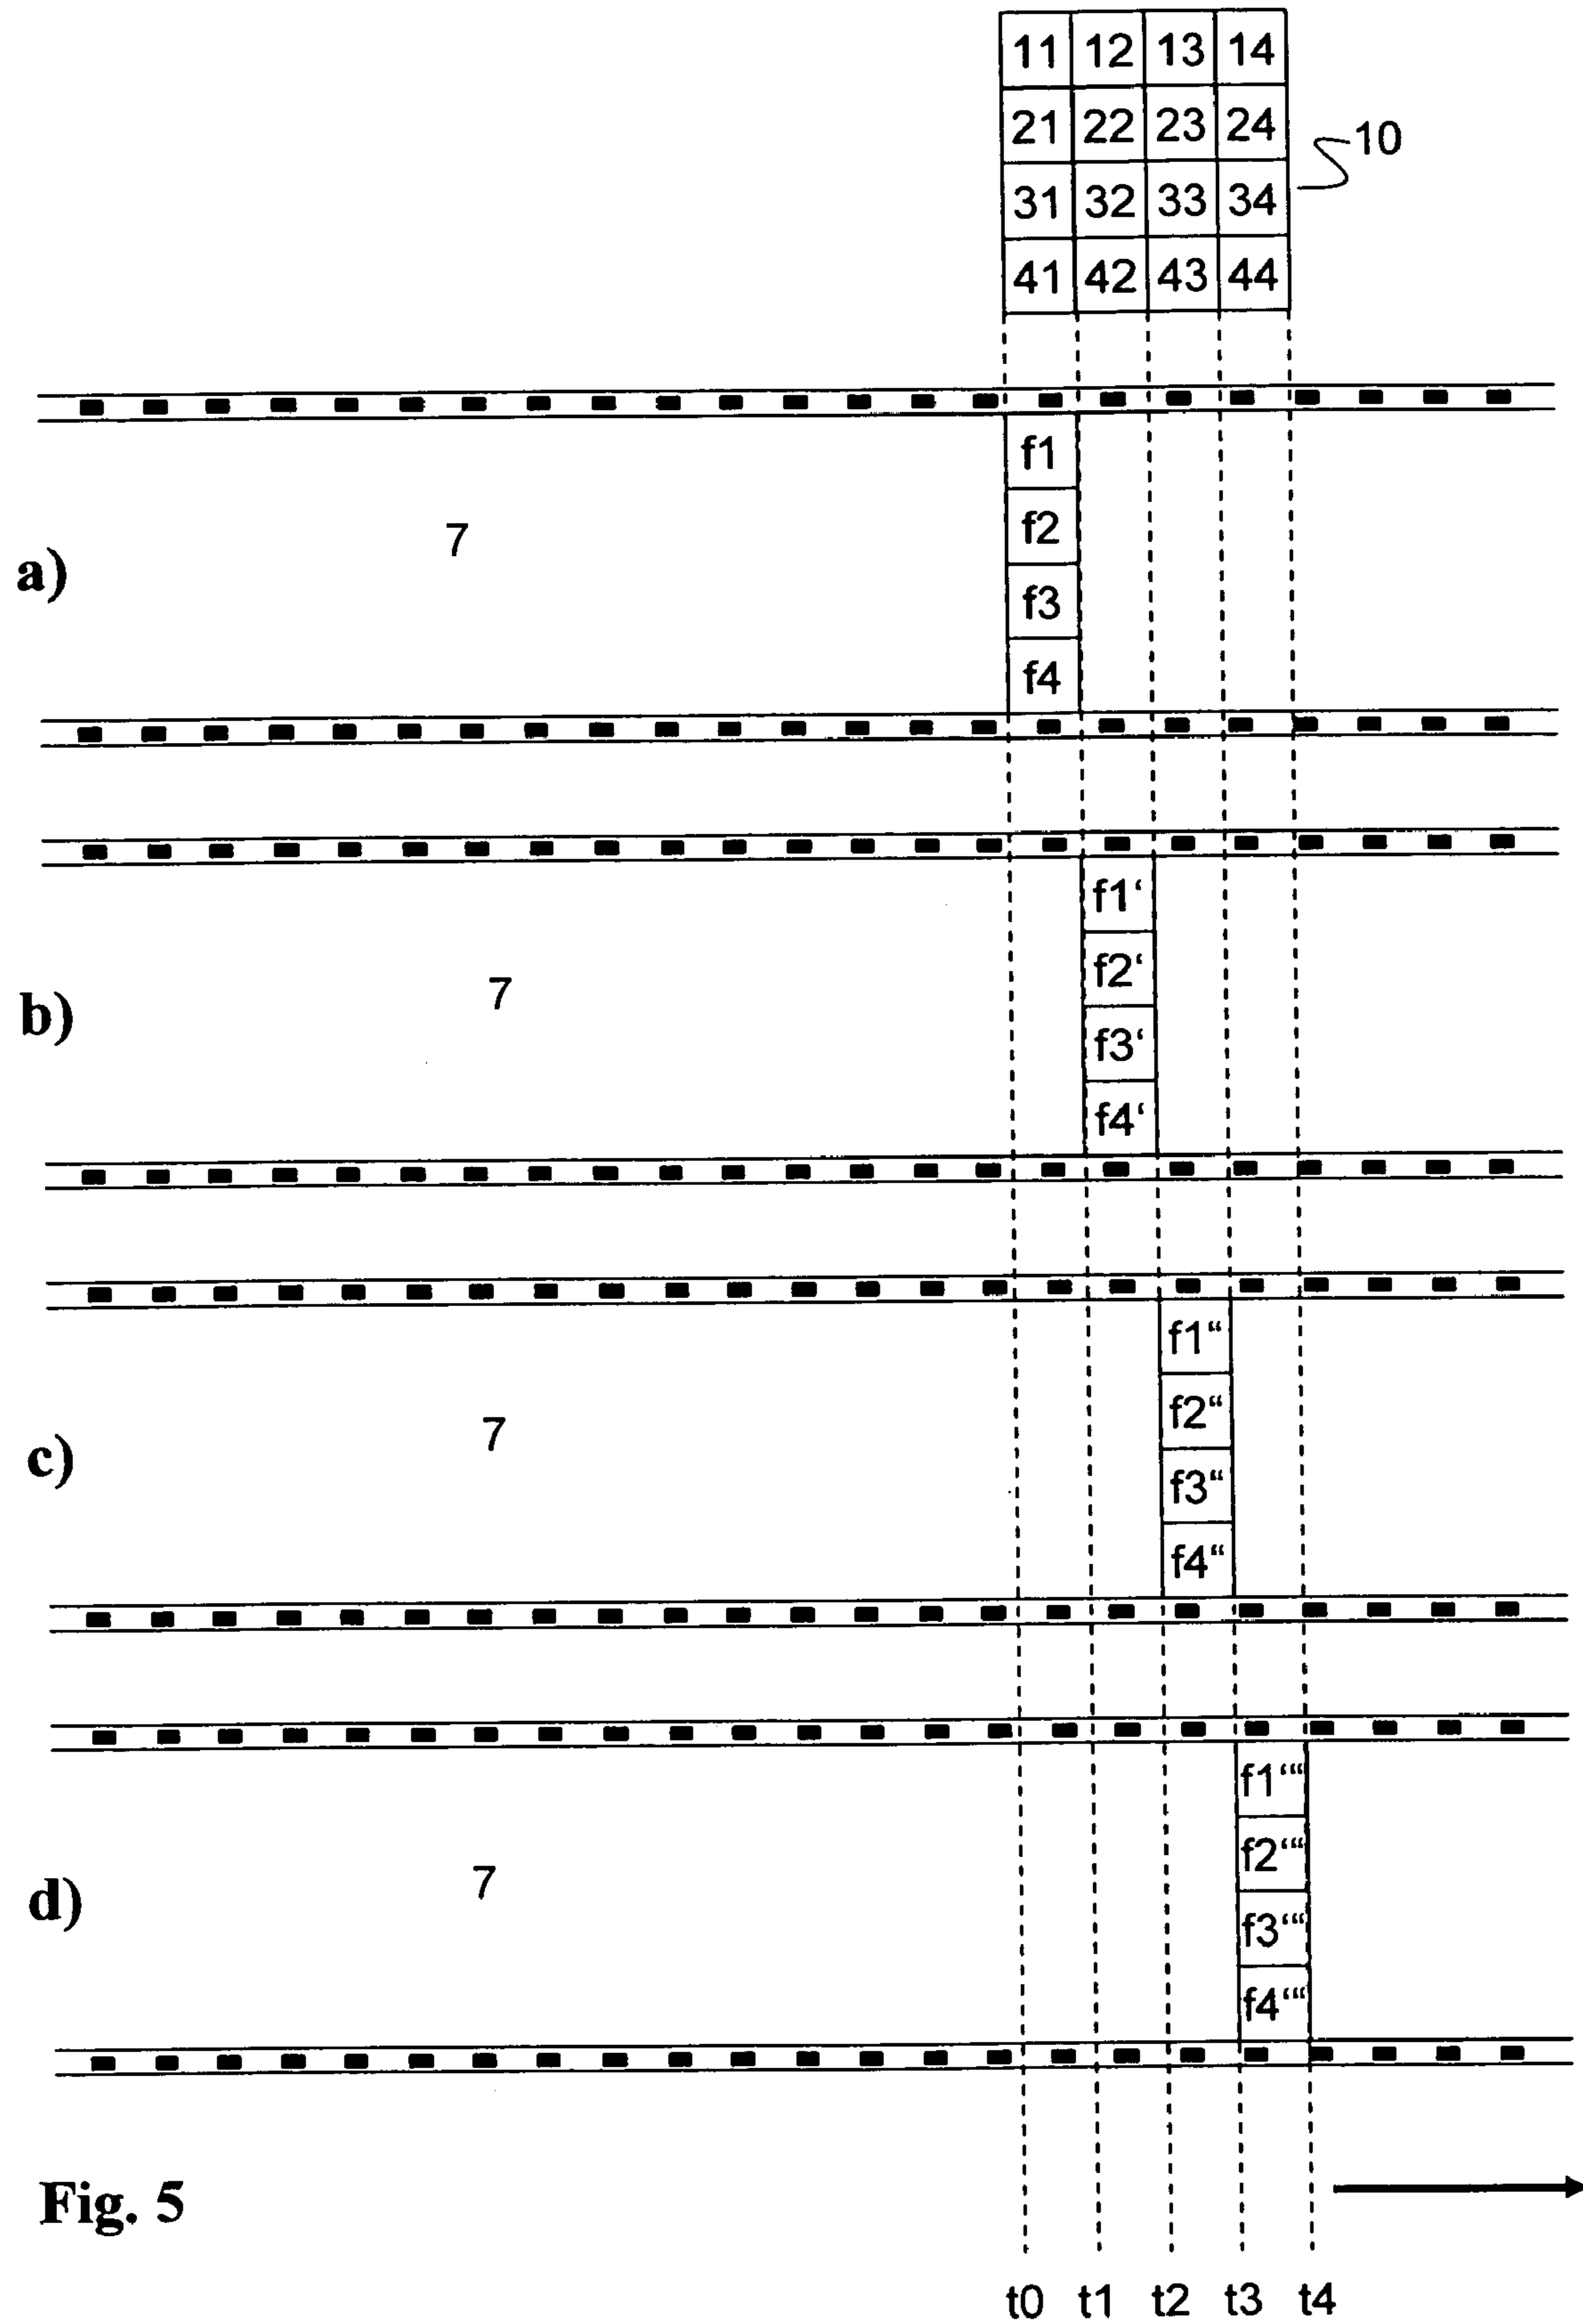 11 12 13 14
21 22 23 24
10
31 32 33 34
41 42 43 44
a)
7
f1
f2
f3
f4
b)
7
f1‘
f2‘
f3‘
f4‘
c)
7
f1“
f2“
f3“
f4“
d)
7
f1‘“
f2‘“
f3‘“
f4‘“
Fig. 5
t0 t1 t2 t3 t4